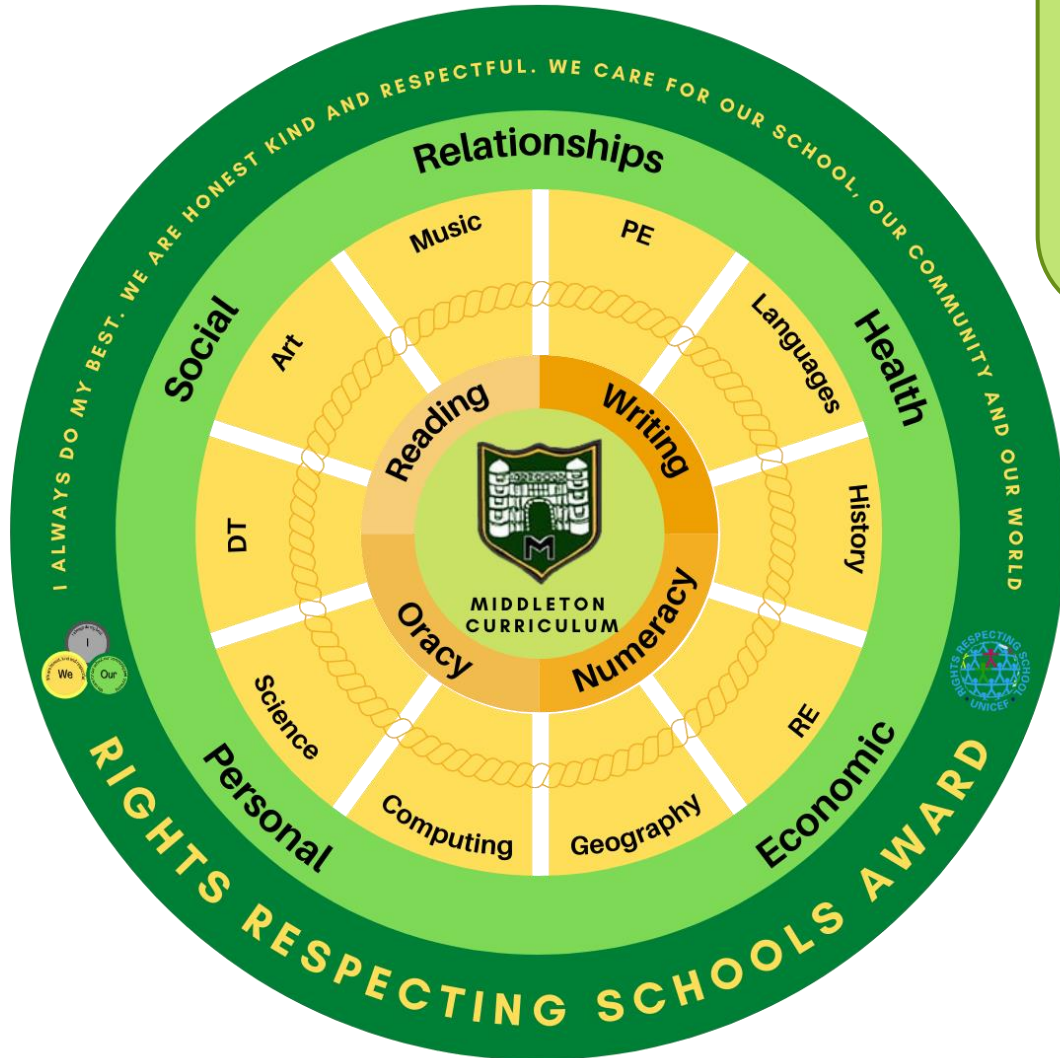 I ALWAYS DO MY BEST. WE ARE HONEST KIND AND RESPECTFUL. WE CARE FOR OUR SCHOOL, OUR COMMUNITY AND OUR WORLD
Relationships
Social
Health
Personal
Economic
Music
PE
Art
Languages
DT
History
Science
RE
Computing
Geography
Reading
Writing
Oracy
Numeracy
M
MIDDLETON
CURRICULUM
I
We
Our
RIGHTS RESPECTING SCHOOLS
UNICEF
RIGHTS RESPECTING SCHOOLS AWARD